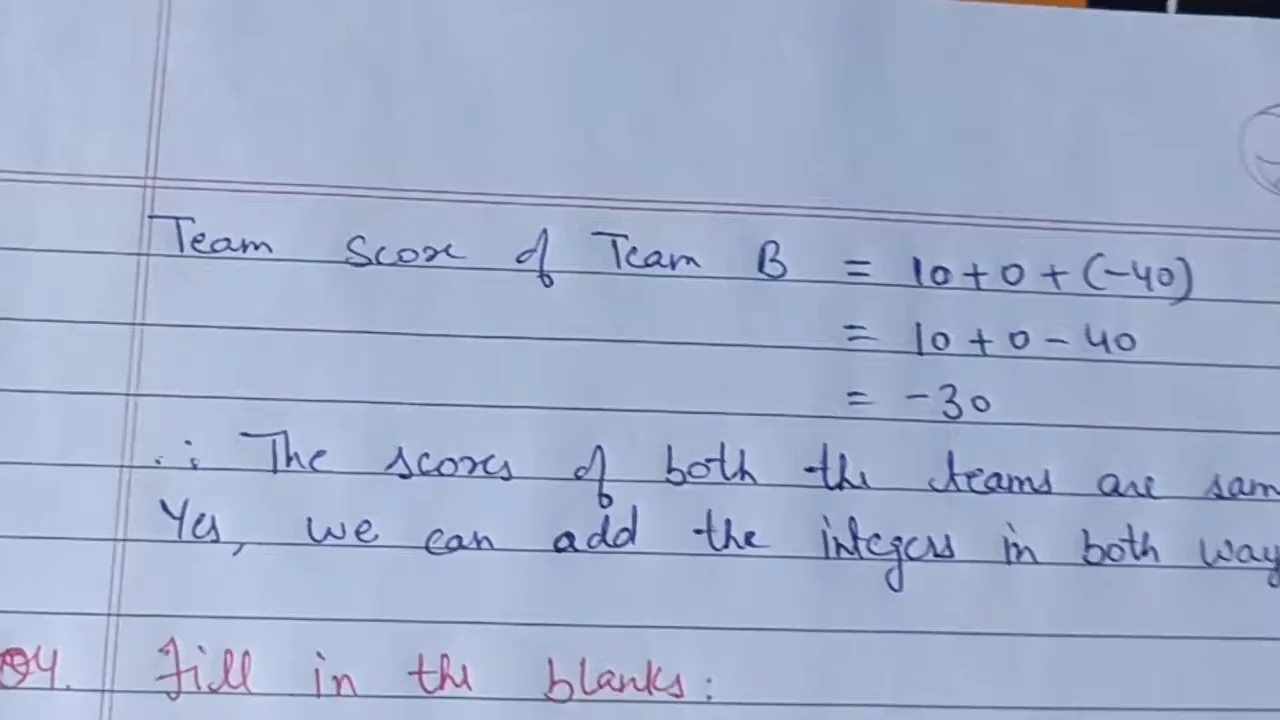 Team Score of Team B = 10+0+(-40)
= 10+0-40
= -30
∴ The scores of both the teams are sam
Yes, we can add the integers in both way
Q4. Fill in the blanks: